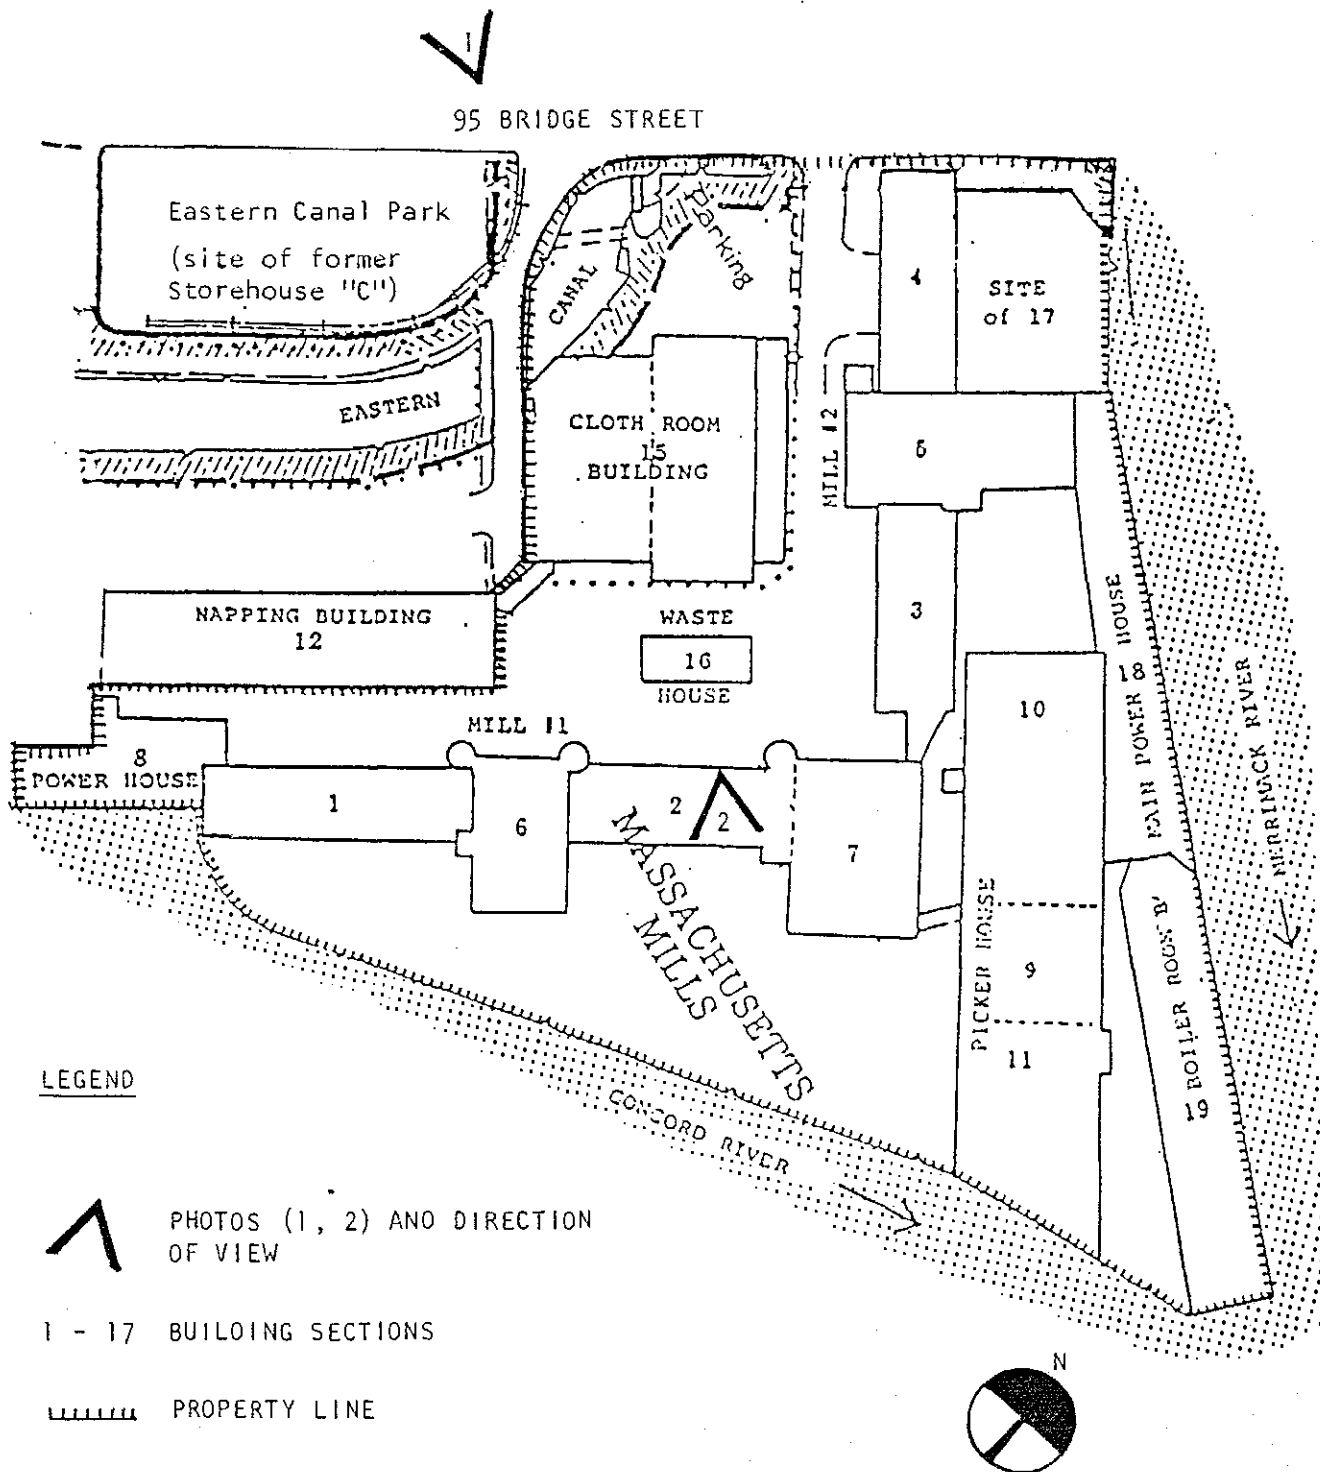 1
95 BRIDGE STREET
Eastern Canal Park
(site of former
Storehouse "C")
Parking
CANAL
EASTERN
4
SITE
of 17
CLOTH ROOM
15
BUILDING
MILL #2
5
3
NAPPING BUILDING
12
WASTE
16
HOUSE
MILL #1
8
POWER HOUSE
1
6
2
2
7
10
PICKER HOUSE
9
11
MAIN POWER HOUSE
18
MERRIMACK RIVER
BOILER ROOM "B"
19
MASSACHUSETTS
MILLS
CONCORD RIVER
LEGEND
PHOTOS (1, 2) AND DIRECTION
OF VIEW
1 - 17 BUILDING SECTIONS
PROPERTY LINE
N